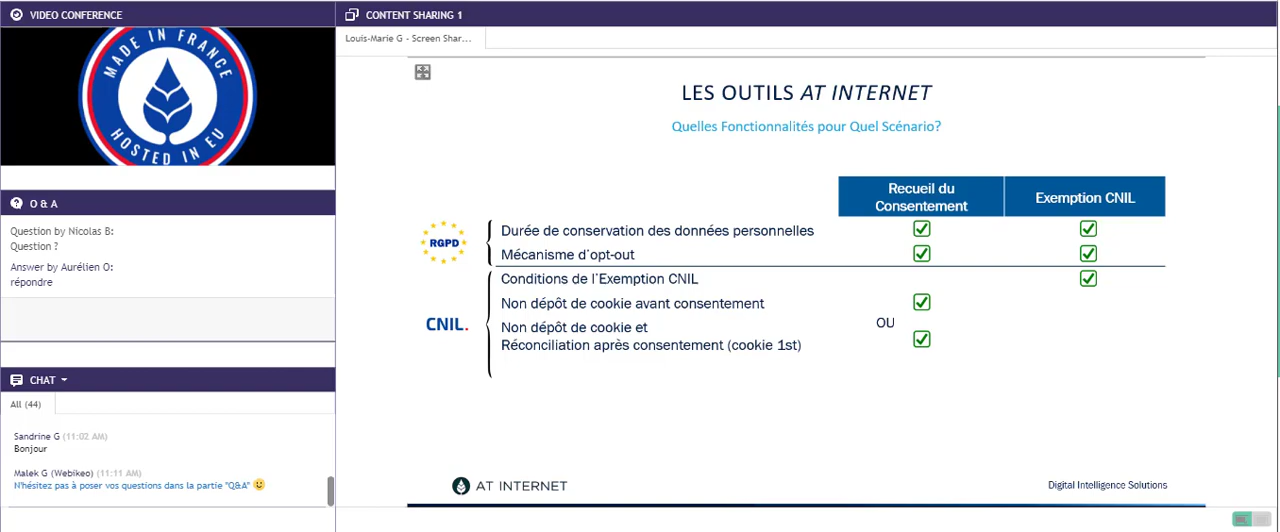 VIDEO CONFERENCE
MADE IN FRANCE
HOSTED IN EU
Q & A
Question by Nicolas B:
Question ?
Answer by Aurélien O:
répondre
CHAT
All (44)
Sandrine G (11:02 AM)
Bonjour
Malek G (Webikeo) (11:11 AM)
N'hésitez pas à poser vos questions dans la partie "Q&A"
CONTENT SHARING 1
Louis-Marie G - Screen Shar...
LES OUTILS AT INTERNET
Quelles Fonctionnalités pour Quel Scénario?
Recueil du
Consentement
Exemption CNIL
RGPD
Durée de conservation des données personnelles
Mécanisme d'opt-out
CNIL.
Conditions de l'Exemption CNIL
Non dépôt de cookie avant consentement
OU
Non dépôt de cookie et
Réconciliation après consentement (cookie 1st)
AT INTERNET
Digital Intelligence Solutions